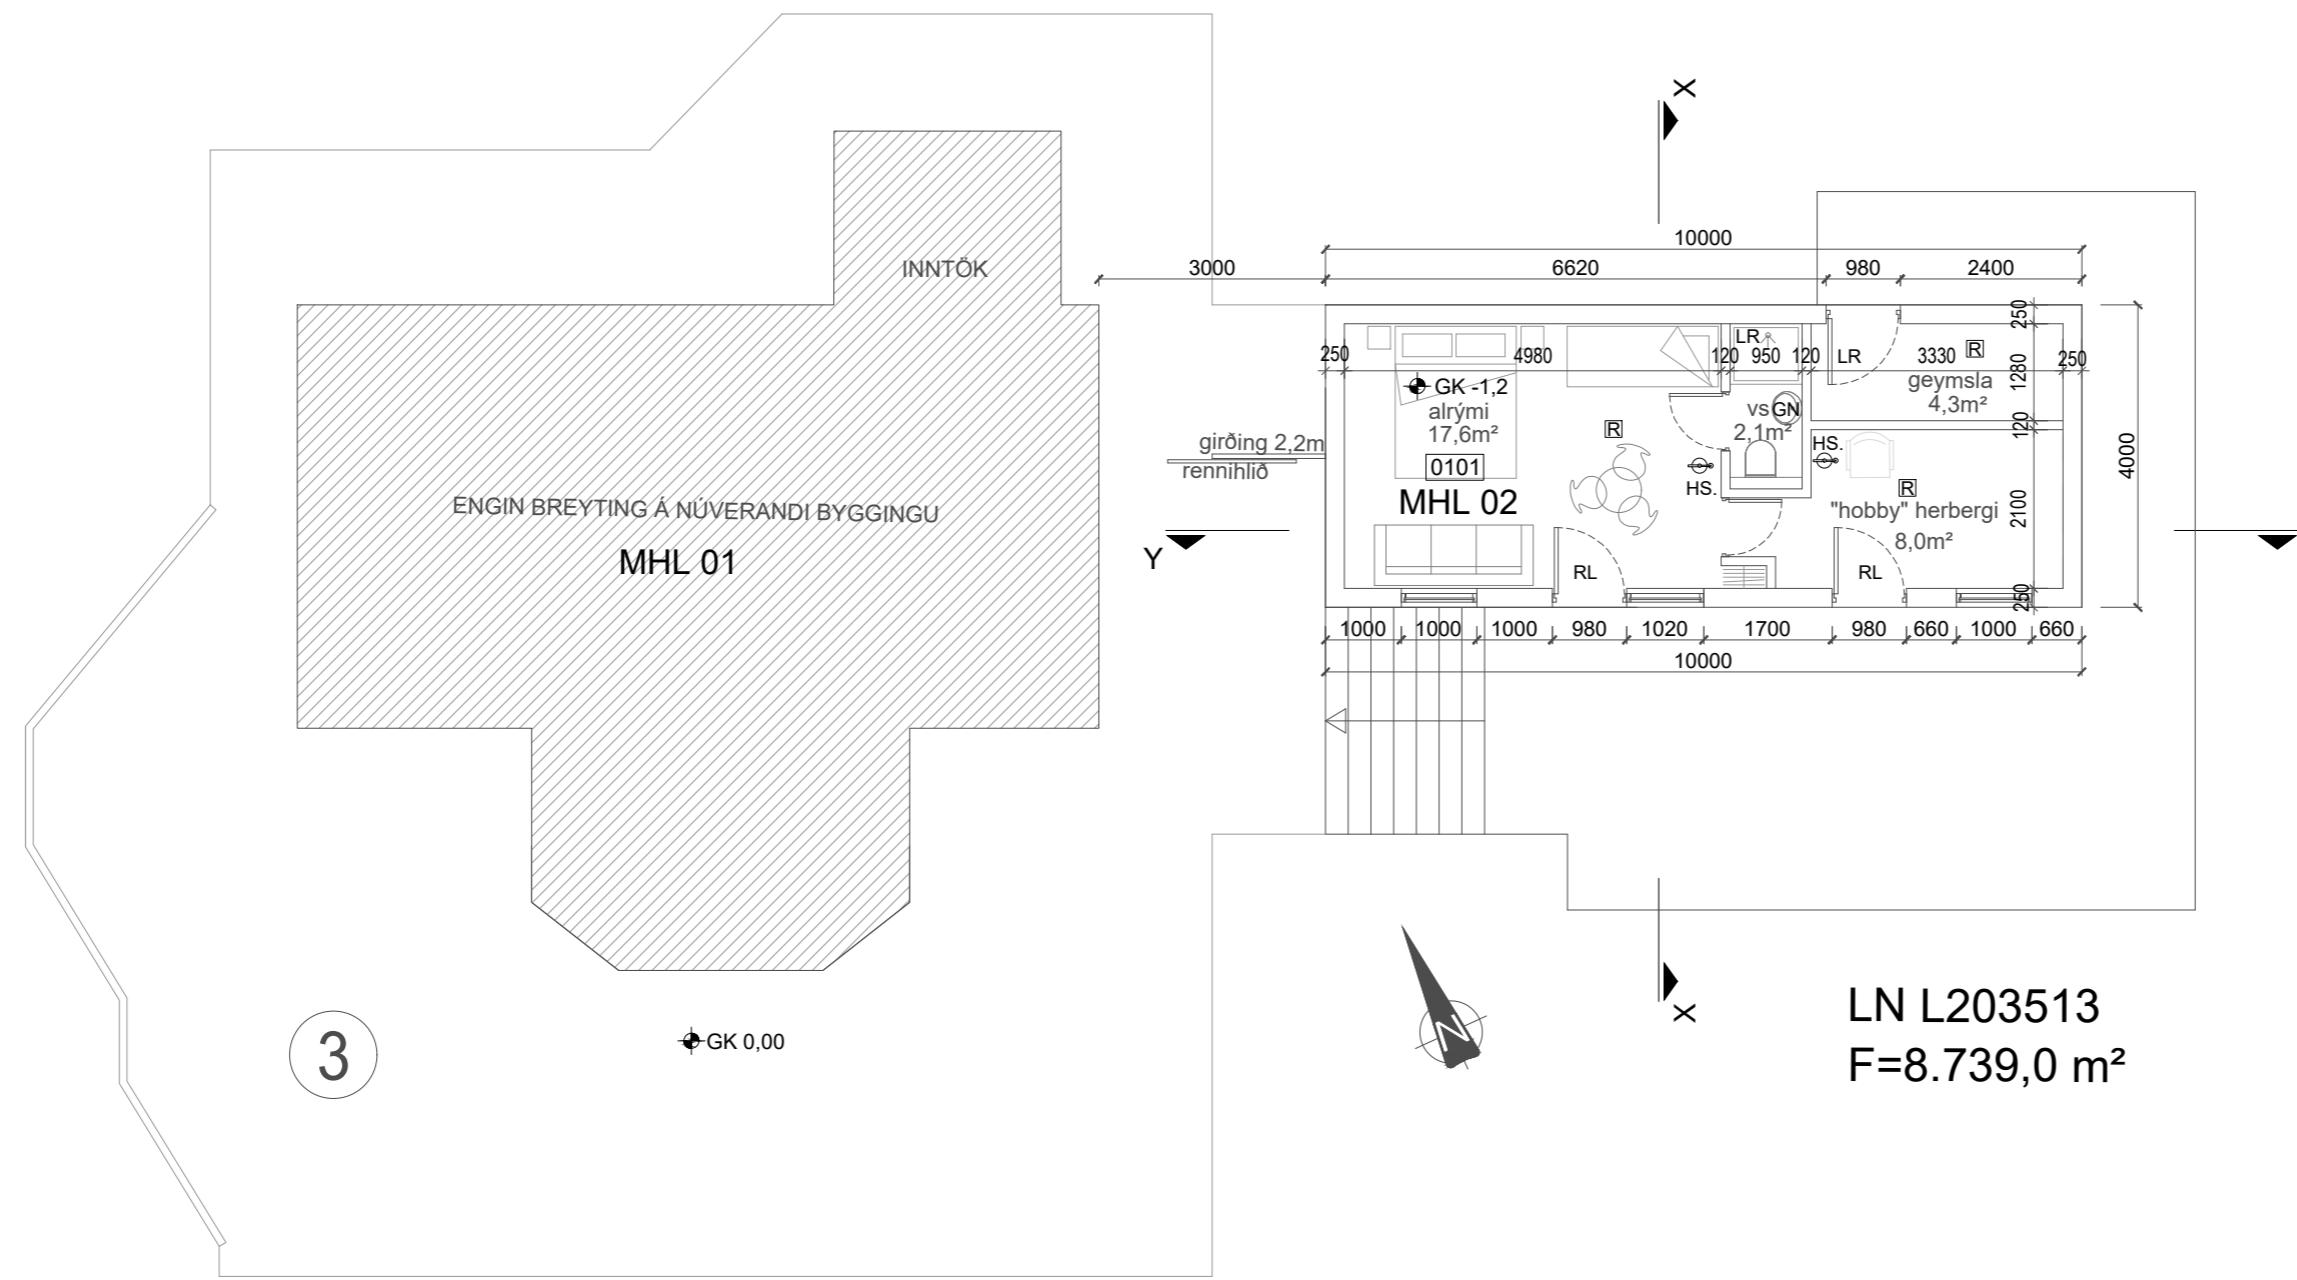 X
10000
3000
6620
980
2400
INNTÖK
250
4980
120
950
120
LR
LR
3330
R
250
250
geymsla
4,3m²
1280
120
GK -1,2
alrými
17,6m²
0101
MHL 02
R
HS.
vs
GN
2,1m²
HS.
R
"hobby" herbergi
8,0m²
2100
250
4000
girðing 2,2m
rennihlið
ENGIN BREYTING Á NÚVERANDI BYGGINGU
MHL 01
Y
RL
RL
1000
1000
1000
980
1020
1700
980
660
1000
660
10000
3
GK 0,00
N
X
LN L203513
F=8.739,0 m²